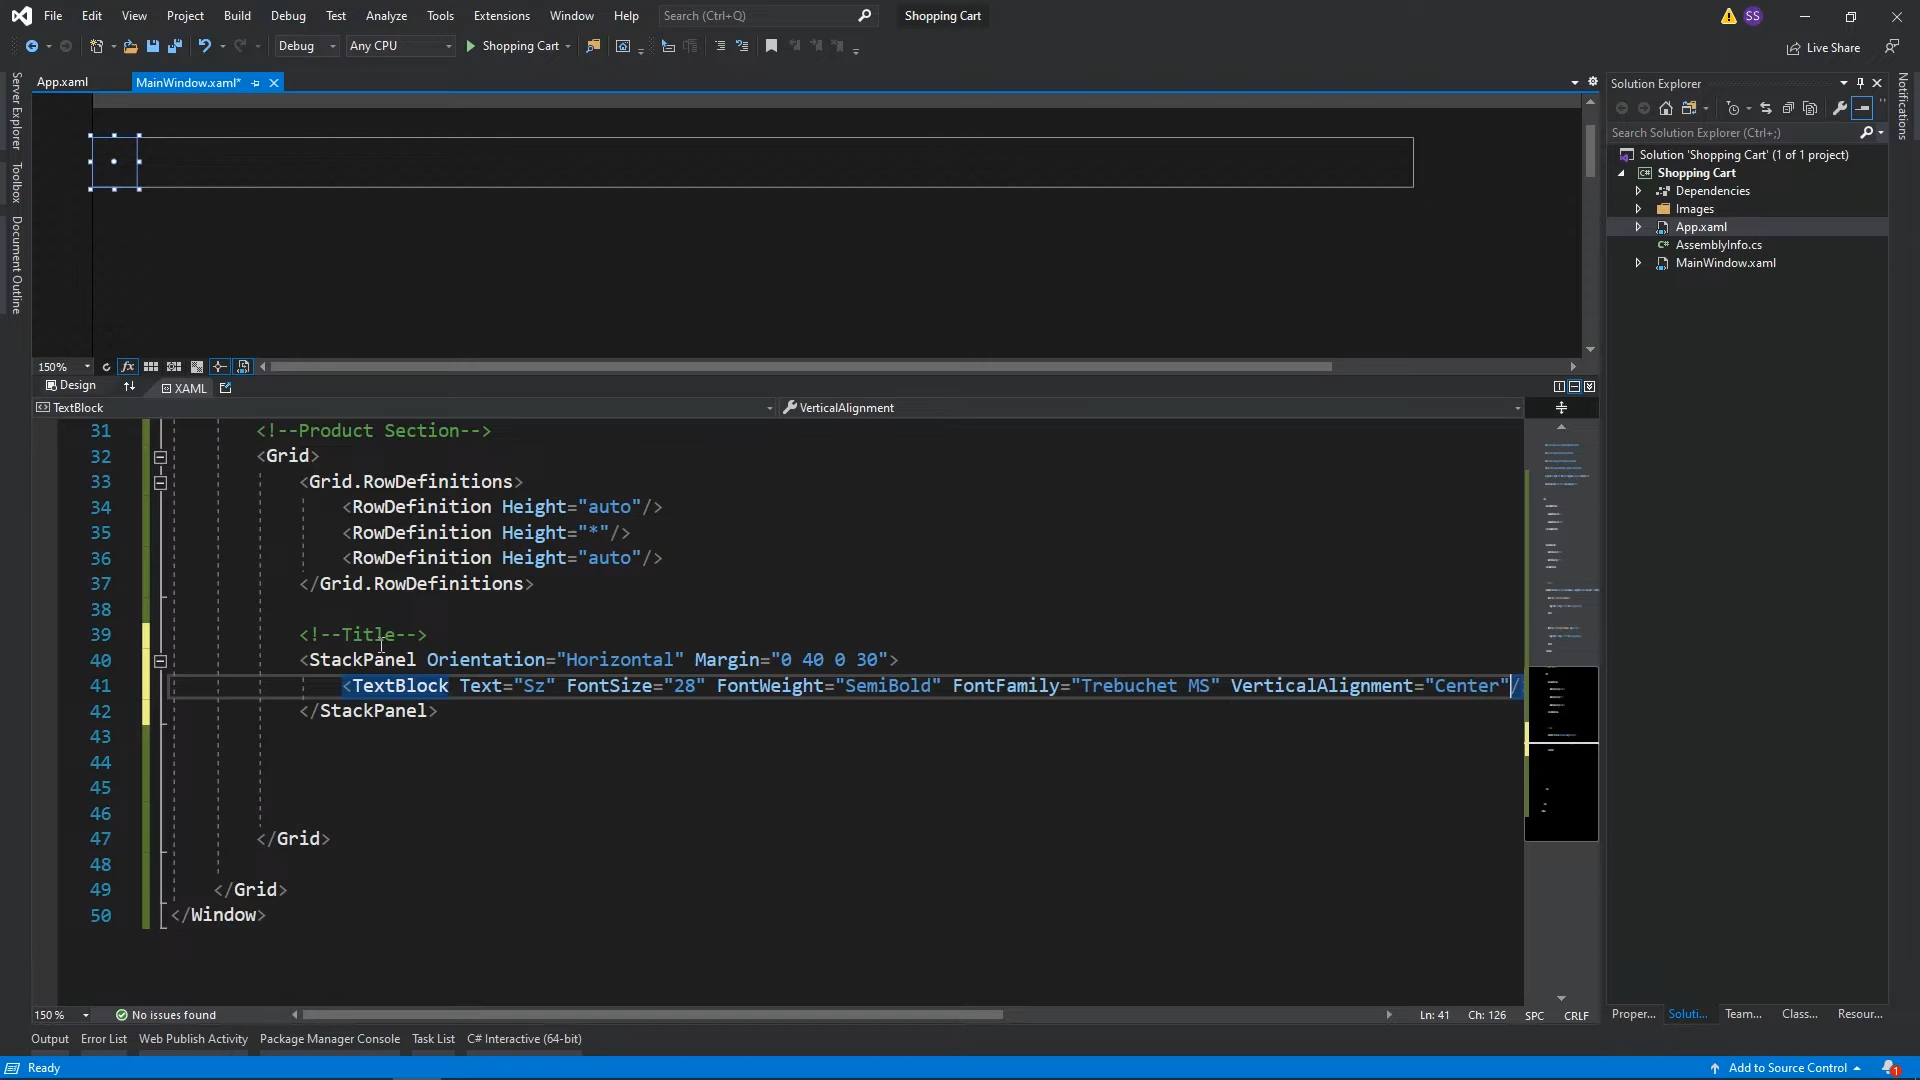 File Edit View Project Build Debug Test Analyze Tools Extensions Window Help Search (Ctrl+Q) Shopping Cart SS
Debug Any CPU Shopping Cart Live Share
App.xaml MainWindow.xaml*
Solution Explorer
Search Solution Explorer (Ctrl+;)
Solution 'Shopping Cart' (1 of 1 project)
Shopping Cart
Dependencies
Images
App.xaml
AssemblyInfo.cs
MainWindow.xaml
Server Explorer
Toolbox
Document Outline
Notifications
150%
Design XAML
TextBlock VerticalAlignment
31 <!--Product Section-->
32 <Grid>
33 <Grid.RowDefinitions>
34 <RowDefinition Height="auto"/>
35 <RowDefinition Height="*"/>
36 <RowDefinition Height="auto"/>
37 </Grid.RowDefinitions>
38
39 <!--Title-->
40 <StackPanel Orientation="Horizontal" Margin="0 40 0 30">
41 <TextBlock Text="Sz" FontSize="28" FontWeight="SemiBold" FontFamily="Trebuchet MS" VerticalAlignment="Center"/
42 </StackPanel>
43
44
45
46
47 </Grid>
48
49 </Grid>
50 </Window>
150 % No issues found Ln: 41 Ch: 126 SPC CRLF
Proper... Soluti... Team... Class... Resour...
Output Error List Web Publish Activity Package Manager Console Task List C# Interactive (64-bit)
Ready Add to Source Control 1